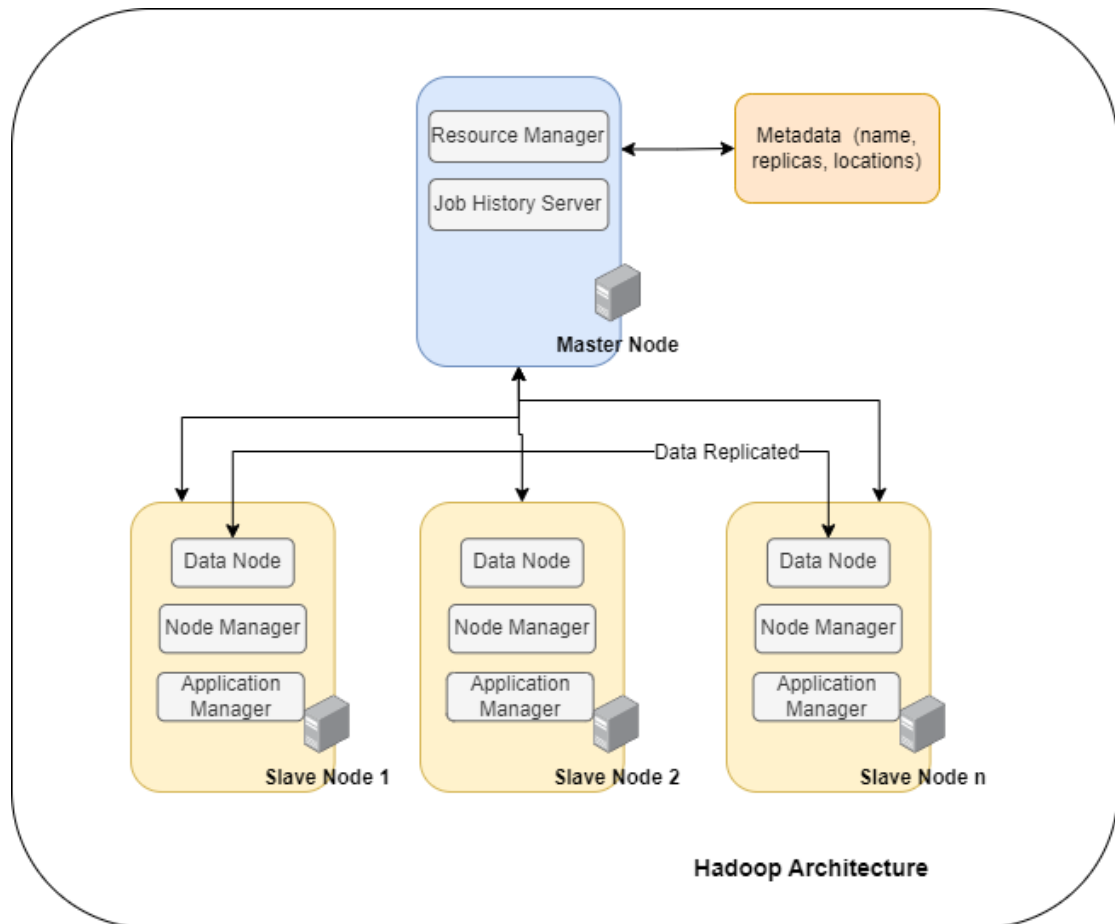 Resource Manager
Metadata (name,
replicas, locations)
Job History Server
Master Node
Data Replicated
Data Node
Node Manager
Application
Manager
Slave Node 1
Data Node
Node Manager
Application
Manager
Slave Node 2
Data Node
Node Manager
Application
Manager
Slave Node n
Hadoop Architecture